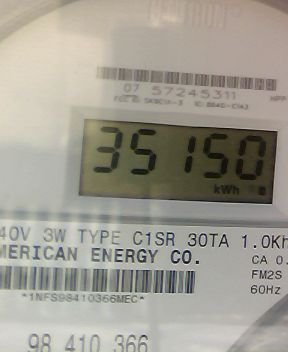 07 57245311
35150
kWh
40V 3W TYPE C1SR 30TA 1.0Kh
MERICAN ENERGY CO.
CA 0.
FM2S
60Hz
*1NFS98410366MEC*
98 410 366